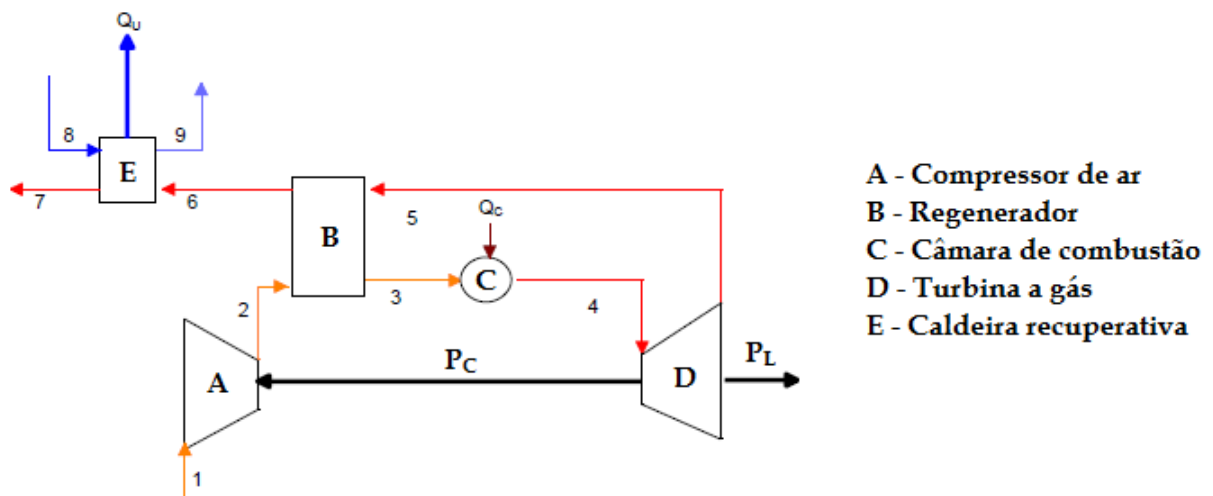 Qu
8
9
E
7
6
5
Qc
B
C
3
4
2
A
PC
D
PL
1
A - Compressor de ar
B - Regenerador
C - Câmara de combustão
D - Turbina a gás
E - Caldeira recuperativa